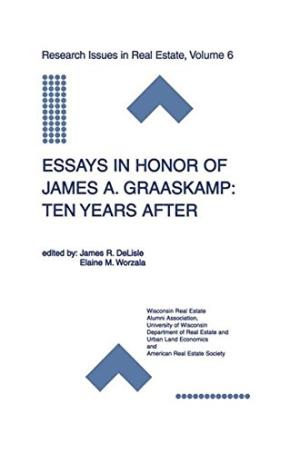 Research Issues in Real Estate, Volume 6
ESSAYS IN HONOR OF
JAMES A. GRAASKAMP:
TEN YEARS AFTER
edited by: James R. DeLisle
Elaine M. Worzala
Wisconsin Real Estate
Alumni Association,
University of Wisconsin
Department of Real Estate and
Urban Land Economics
and
American Real Estate Society